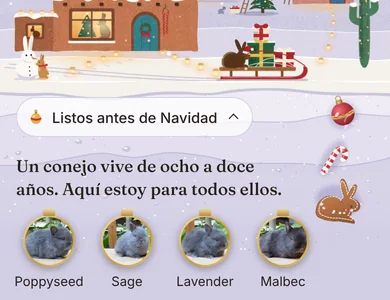 Listos antes de Navidad
Un conejo vive de ocho a doce
años. Aquí estoy para todos ellos.
Poppyseed Sage Lavender Malbec